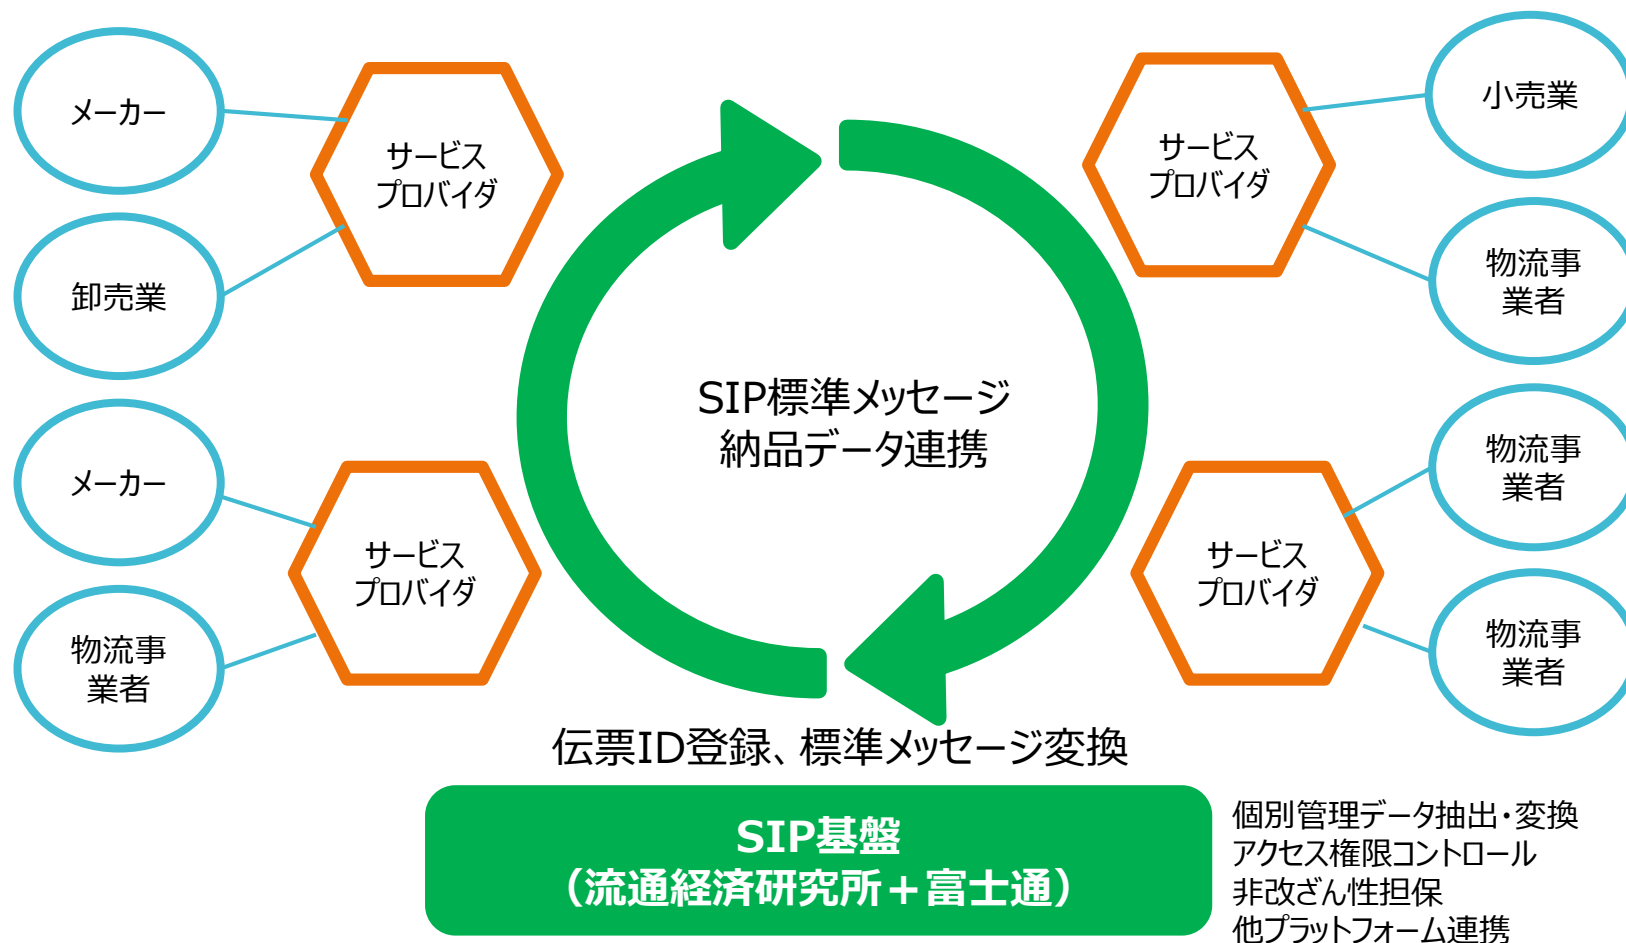 メーカー
サービス
プロバイダ
卸売業
サービス
プロバイダ
小売業
物流事
業者
SIP標準メッセージ
納品データ連携
メーカー
サービス
プロバイダ
物流事
業者
サービス
プロバイダ
物流事
業者
物流事
業者
伝票ID登録、標準メッセージ変換
SIP基盤
（流通経済研究所＋富士通）
個別管理データ抽出・変換
アクセス権限コントロール
非改ざん性担保
他プラットフォーム連携